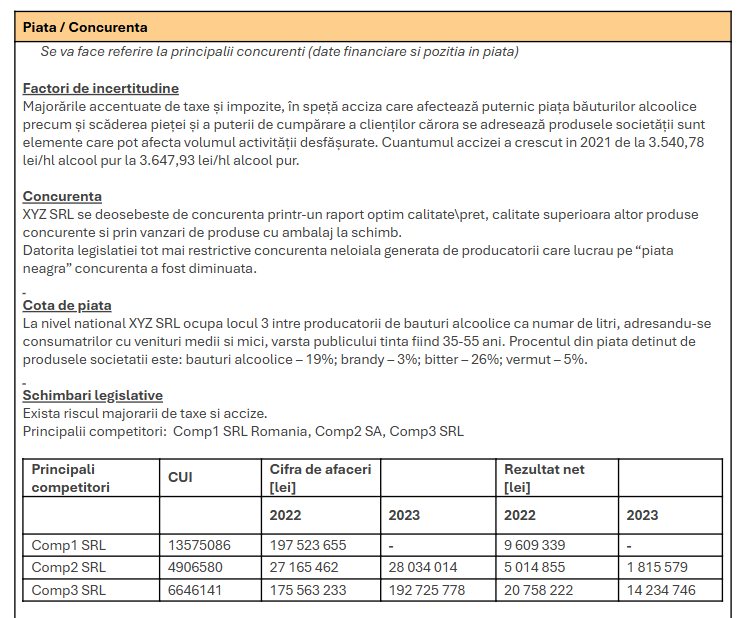 Piata / Concurenta
Se va face referire la principalii concurenti (date financiare si pozitia in piata)
Factori de incertitudine
Majorările accentuate de taxe și impozite, în speță acciza care afectează puternic piața băuturilor alcoolice
precum și scăderea pieței și a puterii de cumpărare a clienților cărora se adresează produsele societății sunt
elemente care pot afecta volumul activității desfășurate. Cuantumul accizei a crescut in 2021 de la 3.540,78
lei/hl alcool pur la 3.647,93 lei/hl alcool pur.
Concurenta
XYZ SRL se deosebeste de concurenta printr-un raport optim calitate\pret, calitate superioara altor produse
concurente si prin vanzari de produse cu ambalaj la schimb.
Datorita legislatiei tot mai restrictive concurenta neloiala generata de producatorii care lucrau pe “piata
neagra” concurenta a fost diminuata.
Cota de piata
La nivel national XYZ SRL ocupa locul 3 intre producatorii de bauturi alcoolice ca numar de litri, adresandu-se
consumatrilor cu venituri medii si mici, varsta publicului tinta fiind 35-55 ani. Procentul din piata detinut de
produsele societatii este: bauturi alcoolice – 19%; brandy – 3%; bitter – 26%; vermut – 5%.
Schimbari legislative
Exista riscul majorarii de taxe si accize.
Principalii competitori: Comp1 SRL Romania, Comp2 SA, Comp3 SRL
Principali competitori CUI Cifra de afaceri [lei] Rezultat net [lei]
2022 2023 2022 2023
Comp1 SRL 13575086 197 523 655 - 9 609 339 -
Comp2 SRL 4906580 27 165 462 28 034 014 5 014 855 1 815 579
Comp3 SRL 6646141 175 563 233 192 725 778 20 758 222 14 234 746